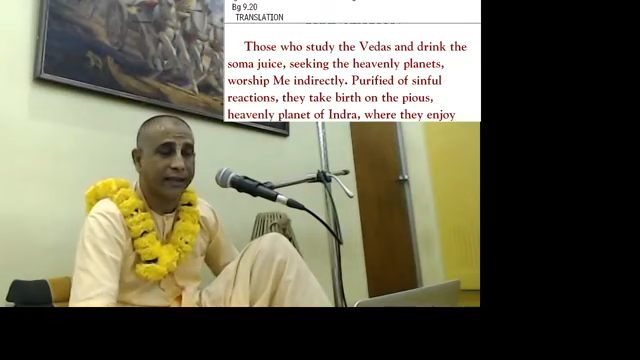 Bg 9.20
TRANSLATION
Those who study the Vedas and drink the
soma juice, seeking the heavenly planets,
worship Me indirectly. Purified of sinful
reactions, they take birth on the pious,
heavenly planet of Indra, where they enjoy